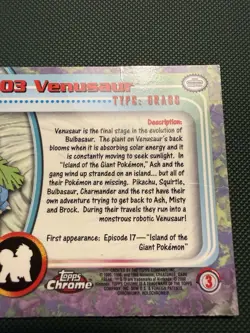 03 Venusaur
TYPE: GRASS
Description:
Venusaur is the final stage in the evolution of
Bulbasaur. The plant on Venusaur's back
blooms when it is absorbing solar energy and it
is constantly moving to seek sunlight. In
"Island of the Giant Pokémon," Ash and the
gang wind up stranded on an island... but all of
their Pokémon are missing. Pikachu, Squirtle,
Bulbasaur, Charmander and the rest have their
own adventure trying to get back to Ash, Misty
and Brock. During their travels they run into a
monstrous robotic Venusaur!
First appearance: Episode 17—"Island of the
Giant Pokémon"
Topps
Chrome
3